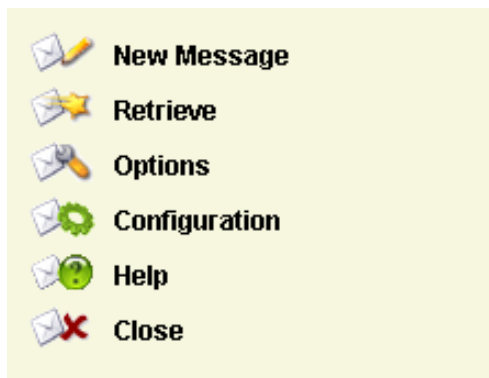 New Message
Retrieve
Options
Configuration
Help
Close